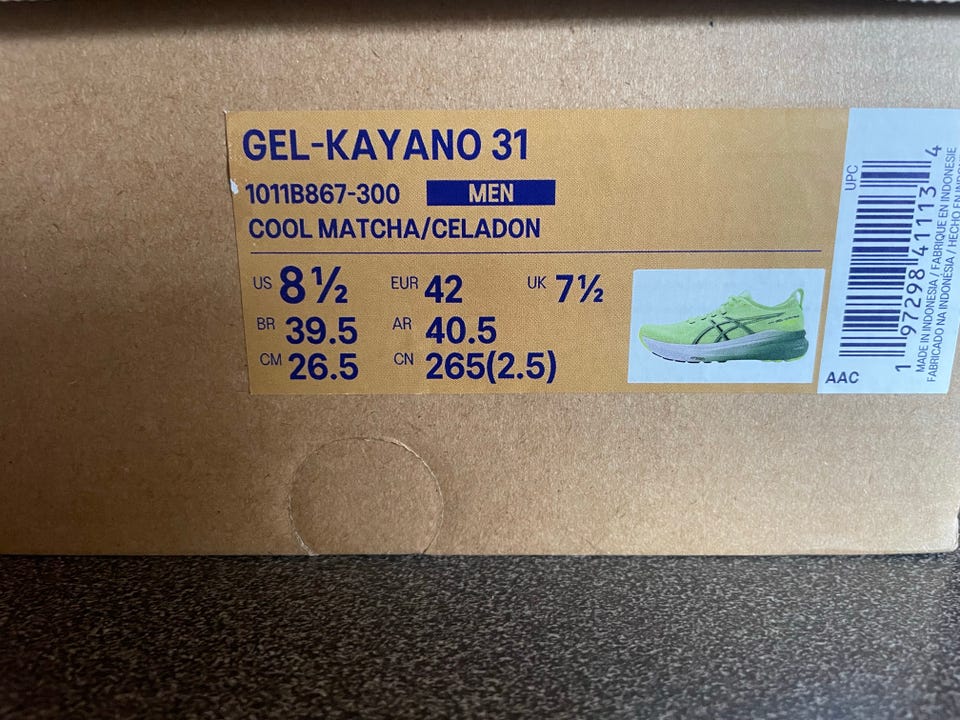 GEL-KAYANO 31
1011B867-300 MEN
COOL MATCHA/CELADON
US 8½ EUR 42 UK 7½
BR 39.5 AR 40.5
CM 26.5 CN 265(2.5)
UPC
1 97298 41113 4
AAC
MADE IN INDONESIA / FABRIQUE EN INDONESIE
FABRICADO NA INDONÉSIA / HECHO EN INDONESIA